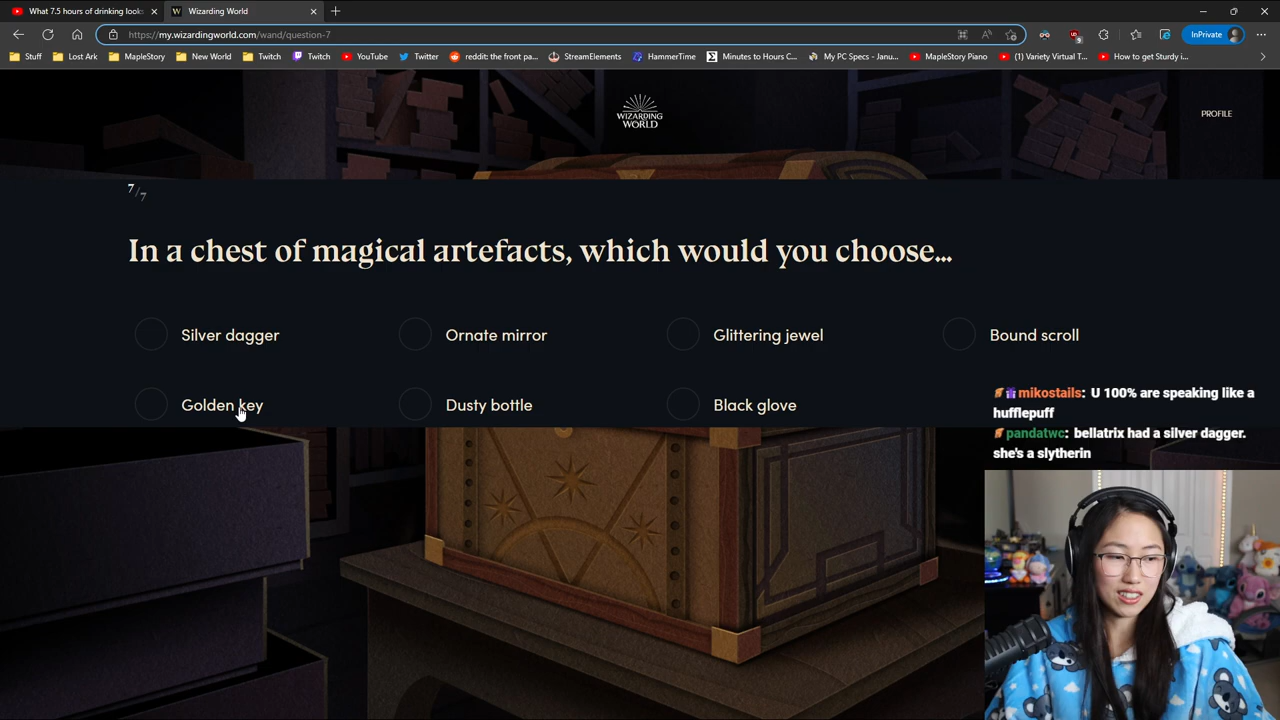 What 7.5 hours of drinking looks
Wizarding World
https://my.wizardingworld.com/wand/question-7
InPrivate
Stuff
Lost Ark
MapleStory
New World
Twitch
Twitch
YouTube
Twitter
reddit: the front pa...
StreamElements
HammerTime
Minutes to Hours C...
My PC Specs - Janu...
MapleStory Piano
(1) Variety Virtual T...
How to get Sturdy i...
WIZARDING
WORLD
PROFILE
7/7
In a chest of magical artefacts, which would you choose...
Silver dagger
Ornate mirror
Glittering jewel
Bound scroll
Golden key
Dusty bottle
Black glove
mikostails: U 100% are speaking like a
hufflepuff
pandatwc: bellatrix had a silver dagger.
she's a slytherin